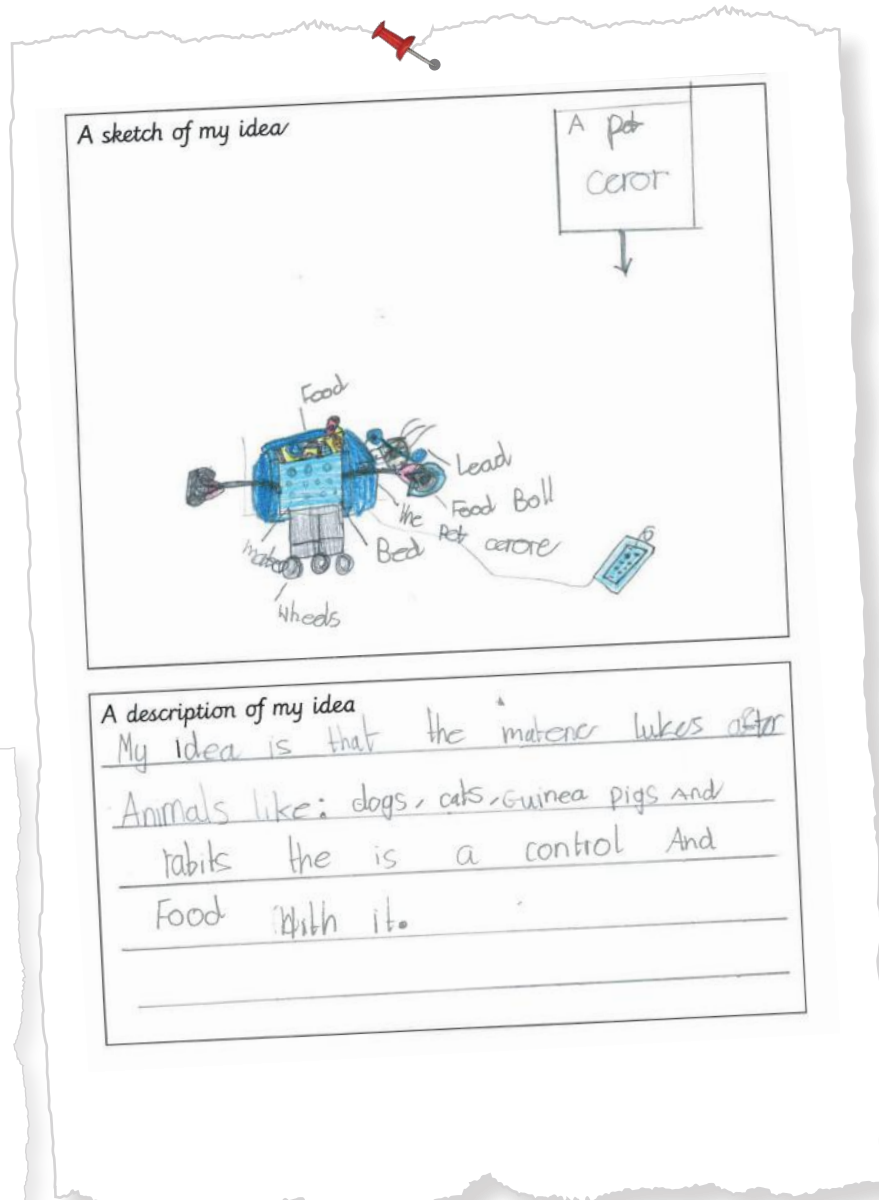 A sketch of my idea
A pet
ceror
Food
Lead
Food Boll
the Pet cerore
Bed
wheels
A description of my idea
My Idea is that the matenc lukes after
Animals like: dogs, cats, Guinea pigs And
rabits the is a control And
Food With it.